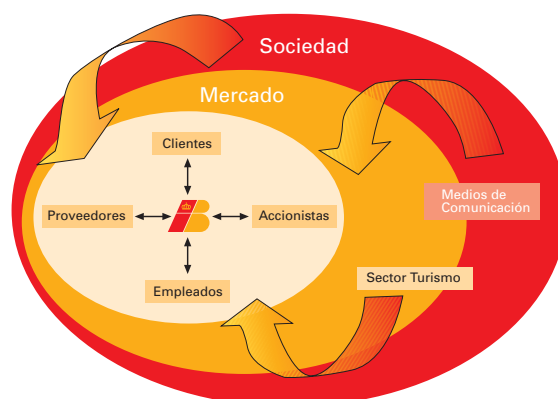 Sociedad
Mercado
Clientes
Proveedores
Accionistas
Medios de
Comunicación
Empleados
Sector Turismo